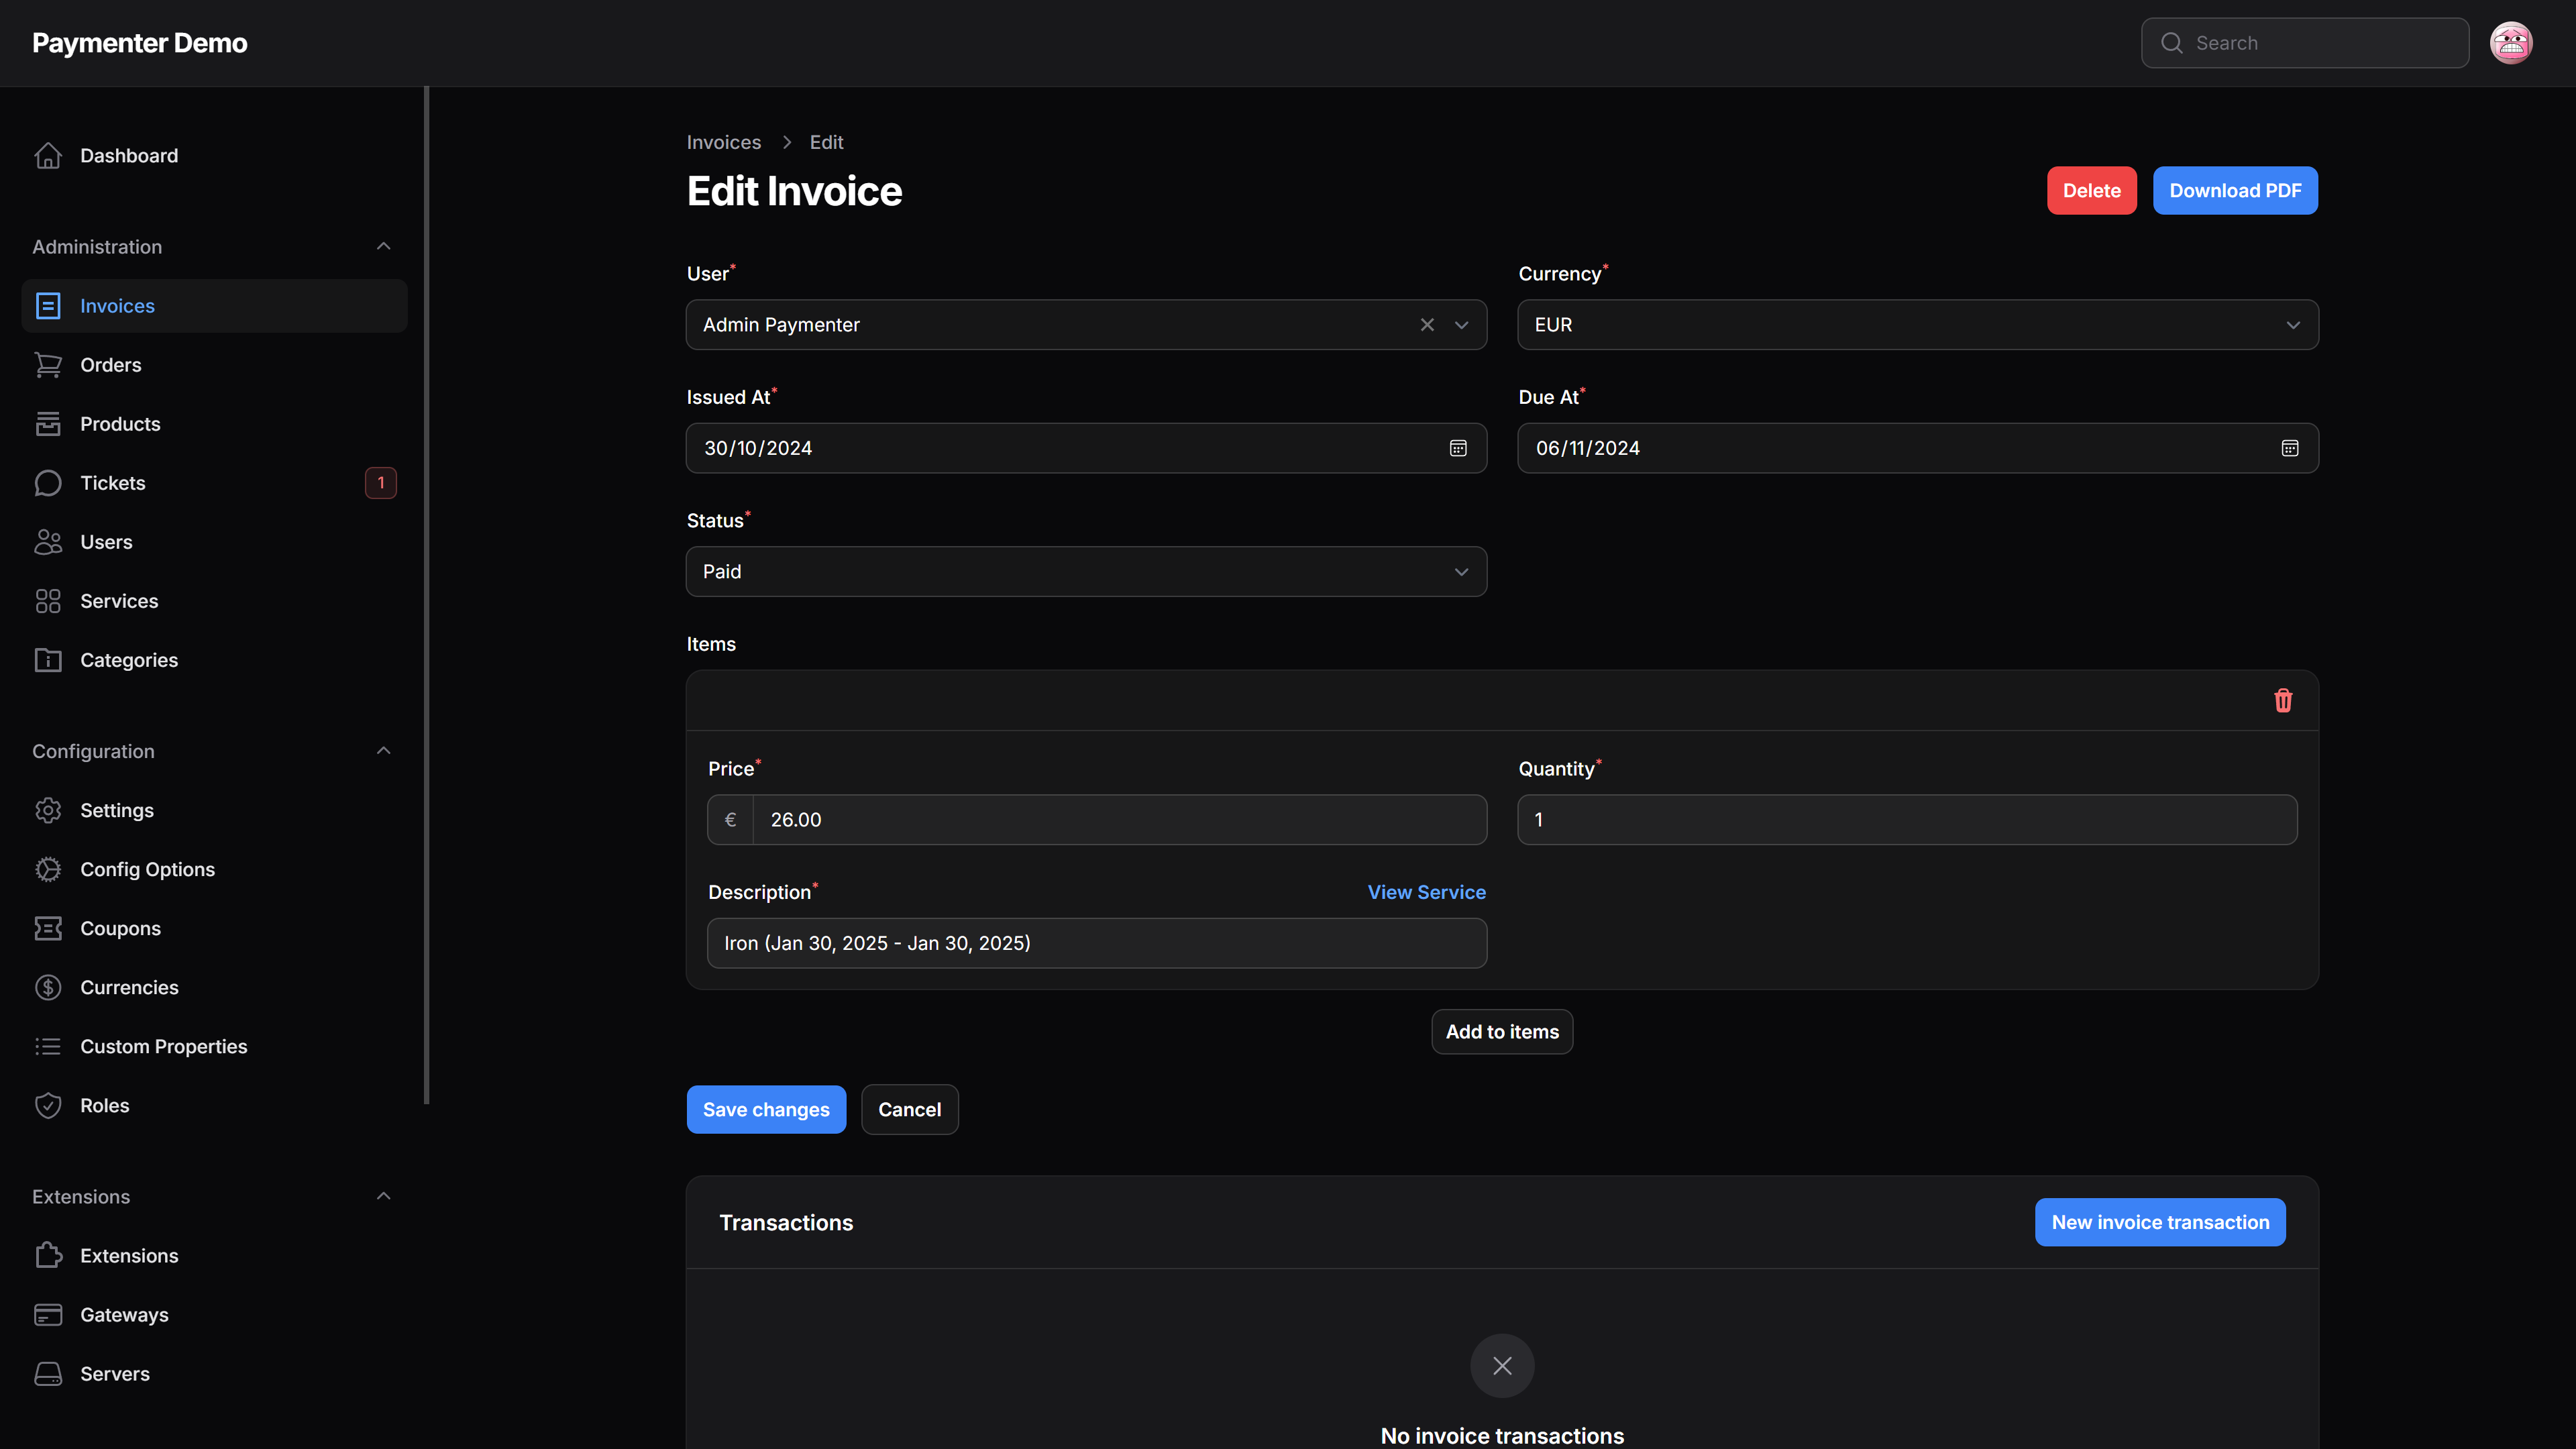 Paymenter Demo
Search
Dashboard
Administration
Invoices
Orders
Products
Tickets
1
Users
Services
Categories
Configuration
Settings
Config Options
Coupons
Currencies
Custom Properties
Roles
Extensions
Extensions
Gateways
Servers
Invoices Edit
Edit Invoice
Delete
Download PDF
User*
Currency*
Admin Paymenter
EUR
Issued At*
Due At*
30/10/2024
06/11/2024
Status*
Paid
Items
Price*
Quantity*
€ 26.00
1
Description*
View Service
Iron (Jan 30, 2025 - Jan 30, 2025)
Add to items
Save changes
Cancel
Transactions
New invoice transaction
No invoice transactions